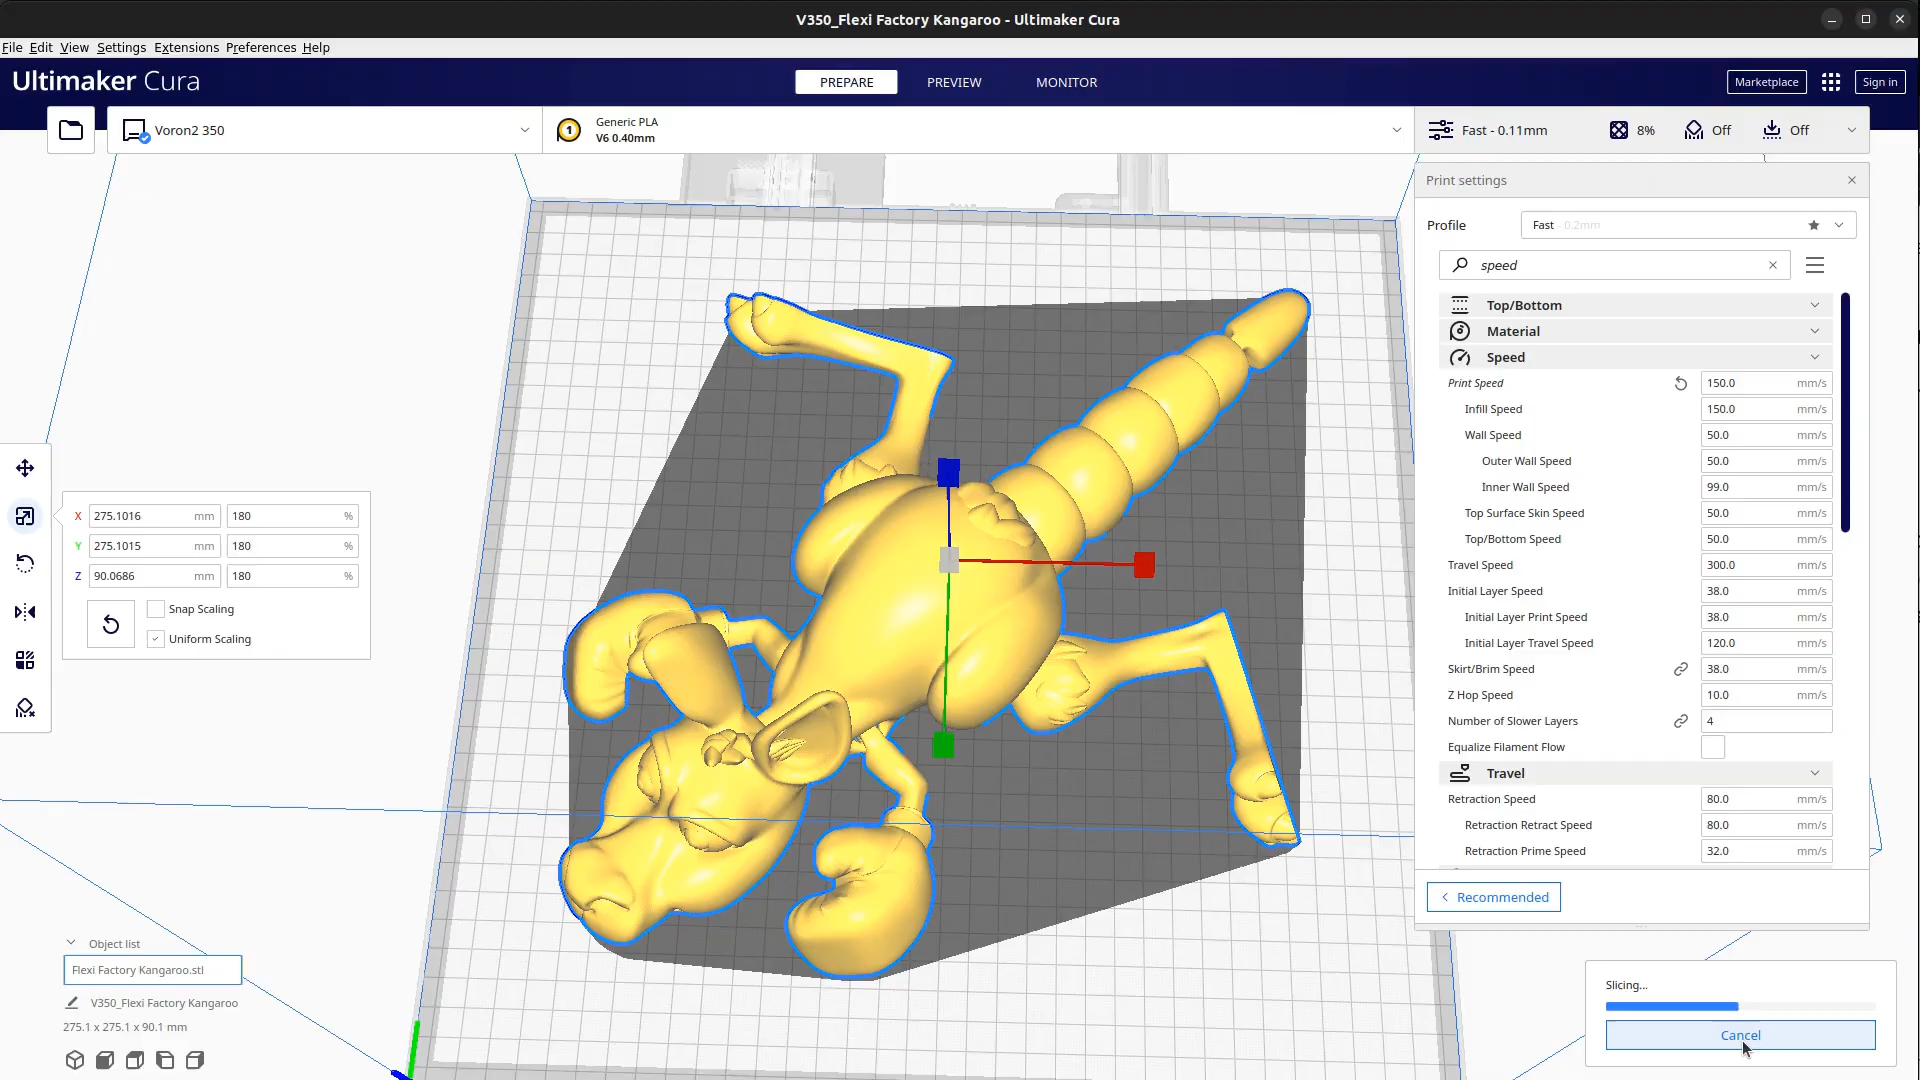 V350_Flexi Factory Kangaroo - Ultimaker Cura
File Edit View Settings Extensions Preferences Help
Ultimaker Cura
PREPARE PREVIEW MONITOR
Marketplace
Sign in
Voron2 350
1
Generic PLA
V6 0.40mm
Fast - 0.11mm 8% Off Off
Print settings
Profile Fast - 0.2mm
speed
Top/Bottom
Material
Speed
Print Speed 150.0 mm/s
Infill Speed 150.0 mm/s
Wall Speed 50.0 mm/s
Outer Wall Speed 50.0 mm/s
Inner Wall Speed 99.0 mm/s
Top Surface Skin Speed 50.0 mm/s
Top/Bottom Speed 50.0 mm/s
Travel Speed 300.0 mm/s
Initial Layer Speed 38.0 mm/s
Initial Layer Print Speed 38.0 mm/s
Initial Layer Travel Speed 120.0 mm/s
Skirt/Brim Speed 38.0 mm/s
Z Hop Speed 10.0 mm/s
Number of Slower Layers 4
Equalize Filament Flow
Travel
Retraction Speed 80.0 mm/s
Retraction Retract Speed 80.0 mm/s
Retraction Prime Speed 32.0 mm/s
Recommended
X 275.1016 mm 180 %
Y 275.1015 mm 180 %
Z 90.0686 mm 180 %
Snap Scaling
Uniform Scaling
Object list
Flexi Factory Kangaroo.stl
V350_Flexi Factory Kangaroo
275.1 x 275.1 x 90.1 mm
Slicing...
Cancel